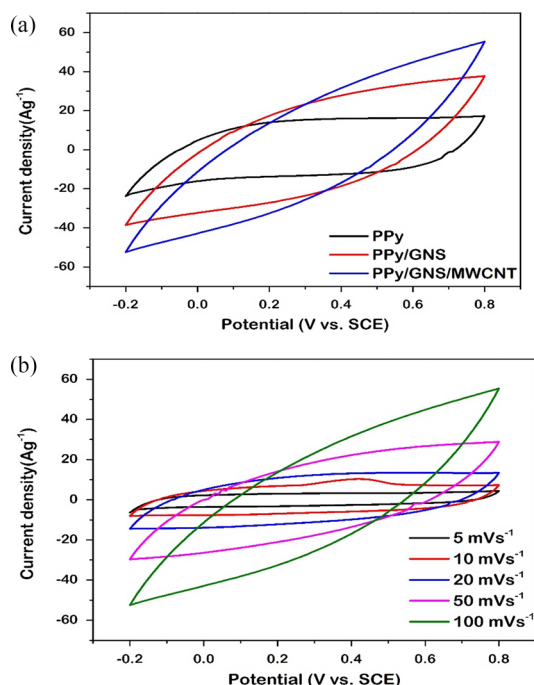 (a)
60
40
20
0
-20
-40
-60
Current density(Ag⁻¹)
PPy
PPy/GNS
PPy/GNS/MWCNT
-0.2 0.0 0.2 0.4 0.6 0.8
Potential (V vs. SCE)
(b)
60
40
20
0
-20
-40
-60
Current density(Ag⁻¹)
5 mVs⁻¹
10 mVs⁻¹
20 mVs⁻¹
50 mVs⁻¹
100 mVs⁻¹
-0.2 0.0 0.2 0.4 0.6 0.8
Potential (V vs. SCE)